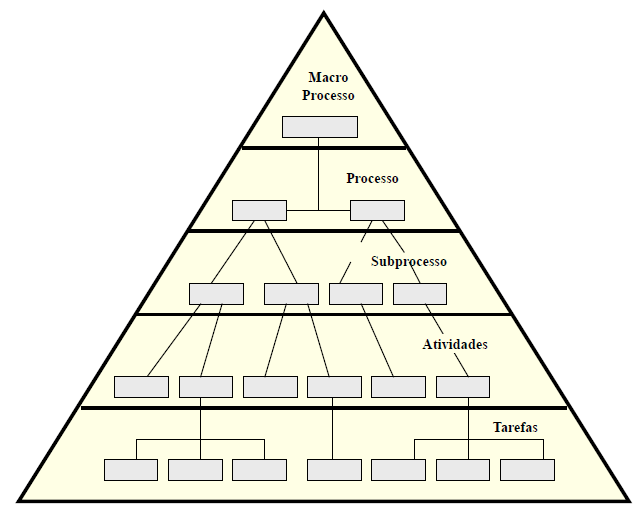 Macro
Processo
Processo
Subprocesso
Atividades
Tarefas